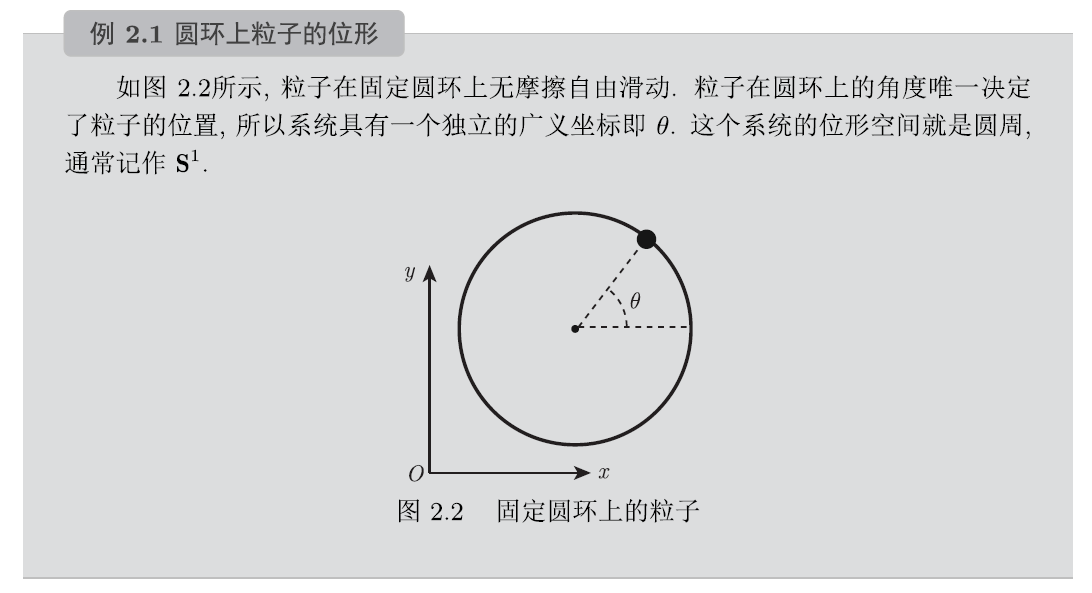 例 2.1 圆环上粒子的位形
如图 2.2所示, 粒子在固定圆环上无摩擦自由滑动. 粒子在圆环上的角度唯一决定
了粒子的位置, 所以系统具有一个独立的广义坐标即 θ. 这个系统的位形空间就是圆周,
通常记作 S¹.
y
θ
O
x
图 2.2 固定圆环上的粒子